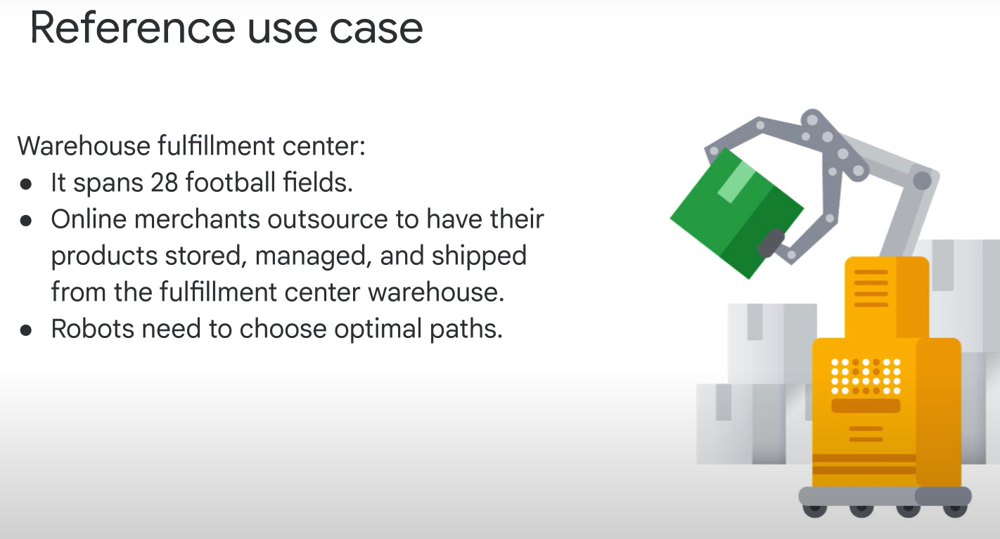 Reference use case
Warehouse fulfillment center:
● It spans 28 football fields.
● Online merchants outsource to have their
products stored, managed, and shipped
from the fulfillment center warehouse.
● Robots need to choose optimal paths.